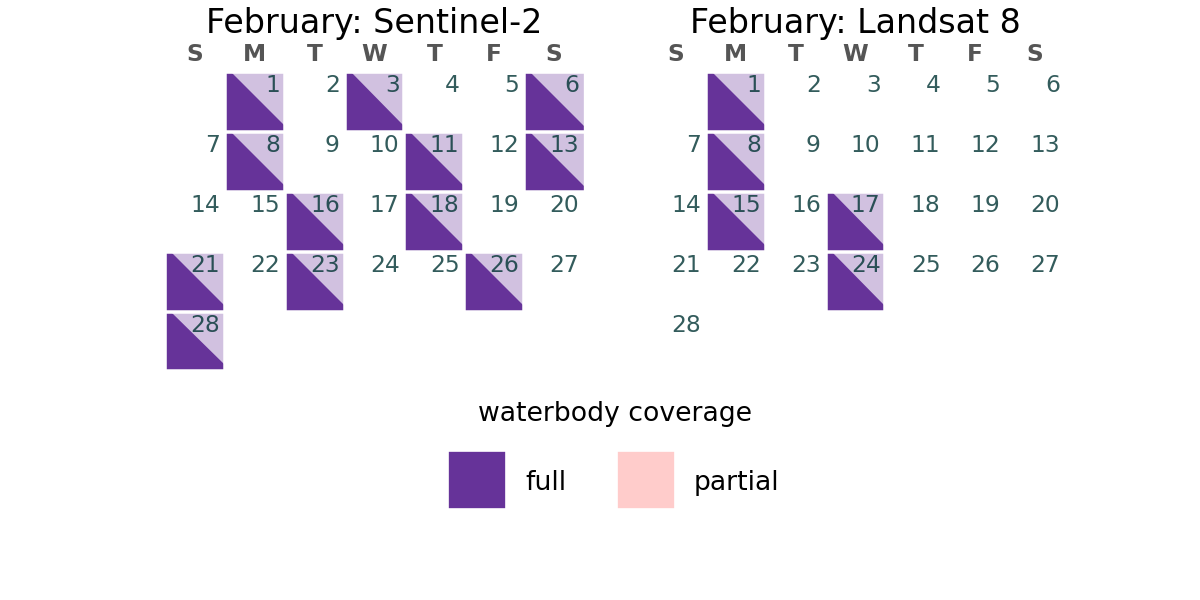 February: Sentinel-2
S M T W T F S
1 2 3 4 5 6
7 8 9 10 11 12 13
14 15 16 17 18 19 20
21 22 23 24 25 26 27
28
February: Landsat 8
S M T W T F S
1 2 3 4 5 6
7 8 9 10 11 12 13
14 15 16 17 18 19 20
21 22 23 24 25 26 27
28
waterbody coverage
full partial